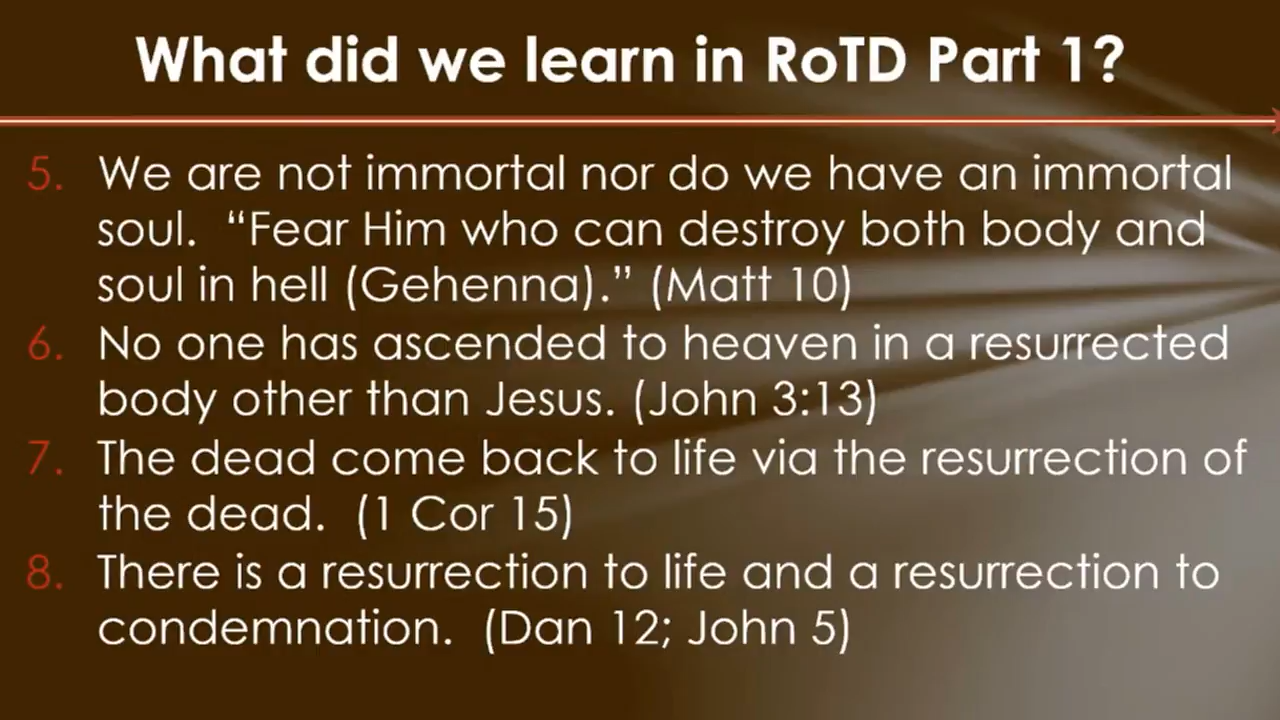 What did we learn in RoTD Part 1?
5. We are not immortal nor do we have an immortal
soul.  “Fear Him who can destroy both body and
soul in hell (Gehenna).” (Matt 10)
6. No one has ascended to heaven in a resurrected
body other than Jesus. (John 3:13)
7. The dead come back to life via the resurrection of
the dead.  (1 Cor 15)
8. There is a resurrection to life and a resurrection to
condemnation.  (Dan 12; John 5)